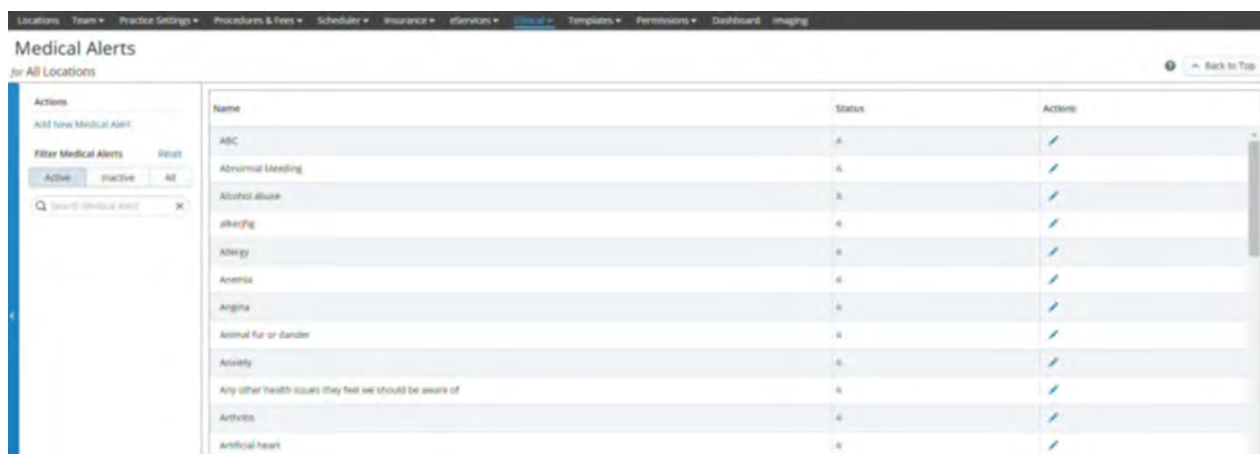 Locations Team Practice Settings Procedures & Fees Scheduler Insurance eServices Clinical Templates Permissions Dashboard Imaging
Medical Alerts
for All Locations
Back to Top
Actions
Add New Medical Alert
Filter Medical Alerts Reset
Active Inactive All
Search Medical Alert
Name Status Actions
ABC A
Abnormal bleeding A
Alcohol abuse A
Allergy A
Anemia A
Angina A
Animal fur or dander A
Anxiety A
Any other health issues they feel we should be aware of A
Arthritis A
Artificial heart A